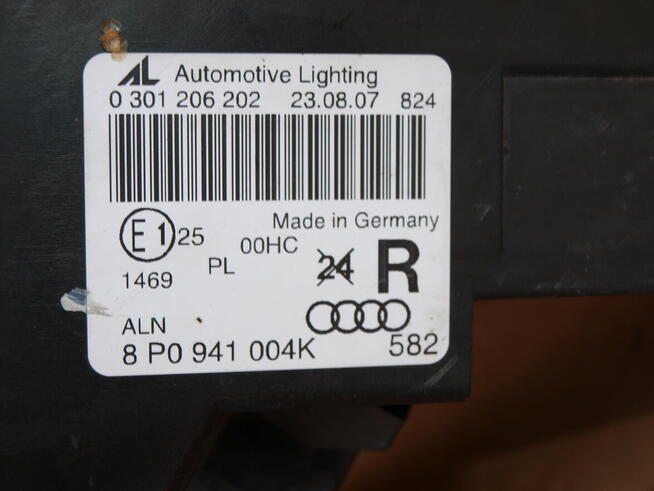 AL Automotive Lighting
0 301 206 202 23.08.07 824
Made in Germany
E1 25 00HC 24 R
1469 PL
ALN
8 P0 941 004K 582